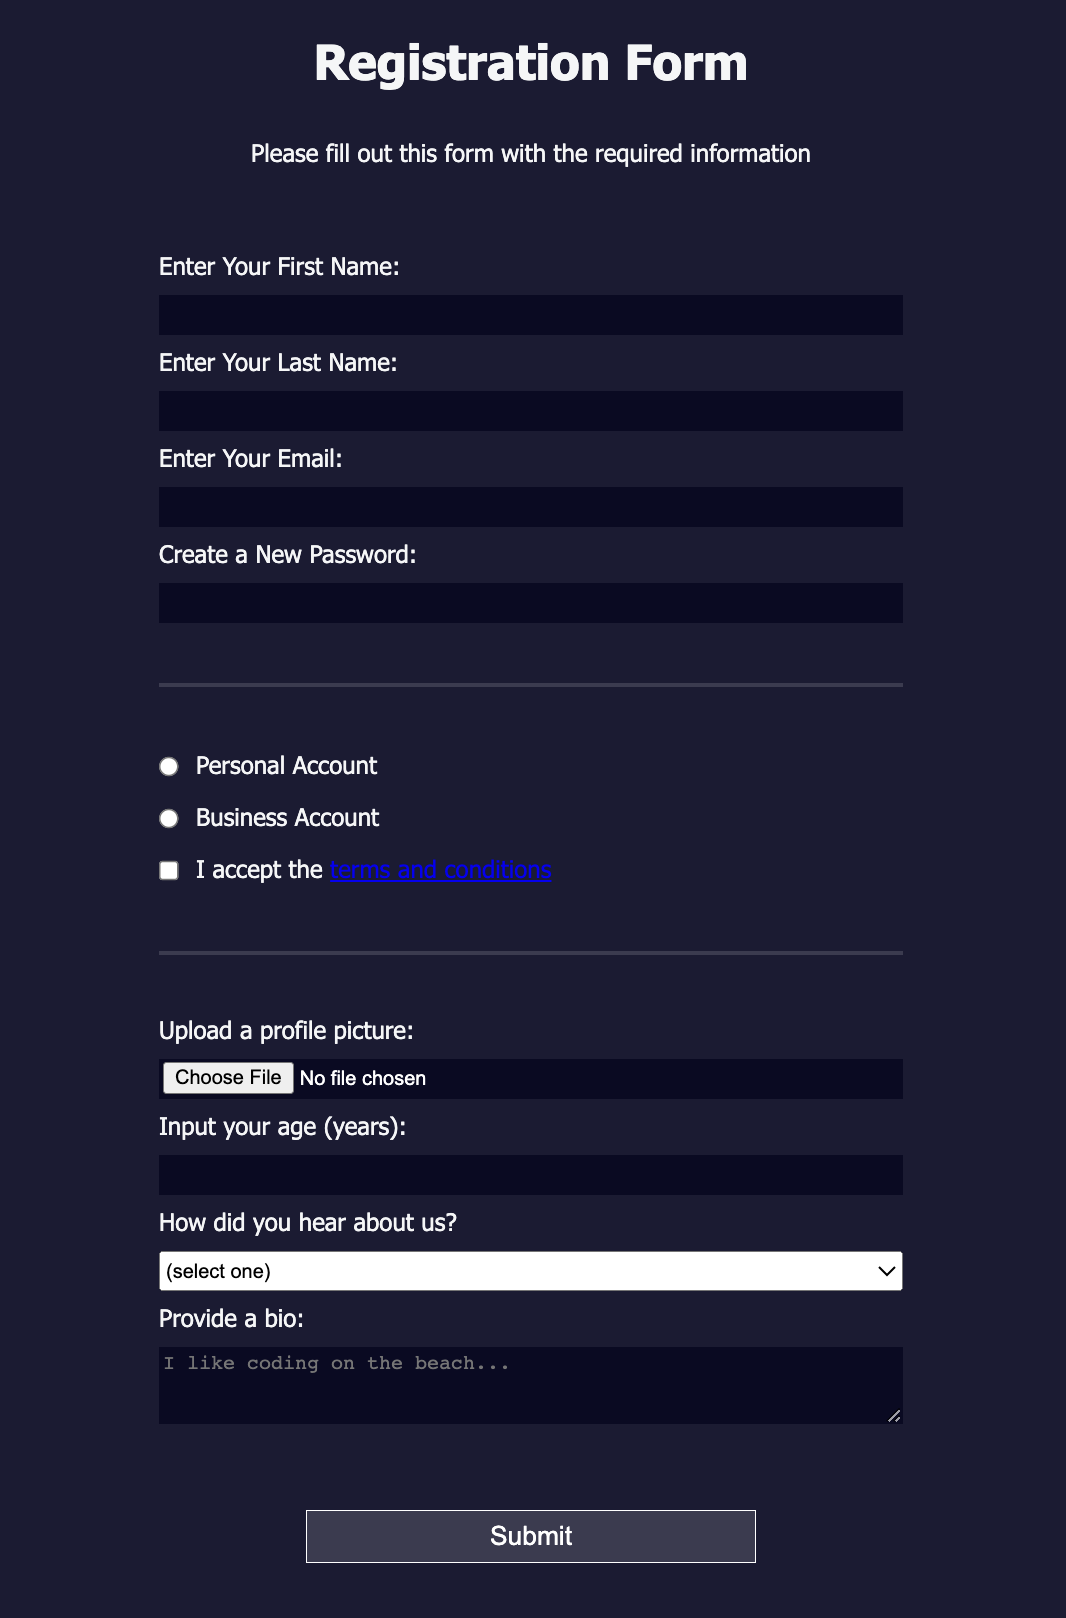 Registration Form
Please fill out this form with the required information
Enter Your First Name:
Enter Your Last Name:
Enter Your Email:
Create a New Password:
Personal Account
Business Account
I accept the terms and conditions
Upload a profile picture:
Choose File No file chosen
Input your age (years):
How did you hear about us?
(select one)
Provide a bio:
I like coding on the beach...
Submit